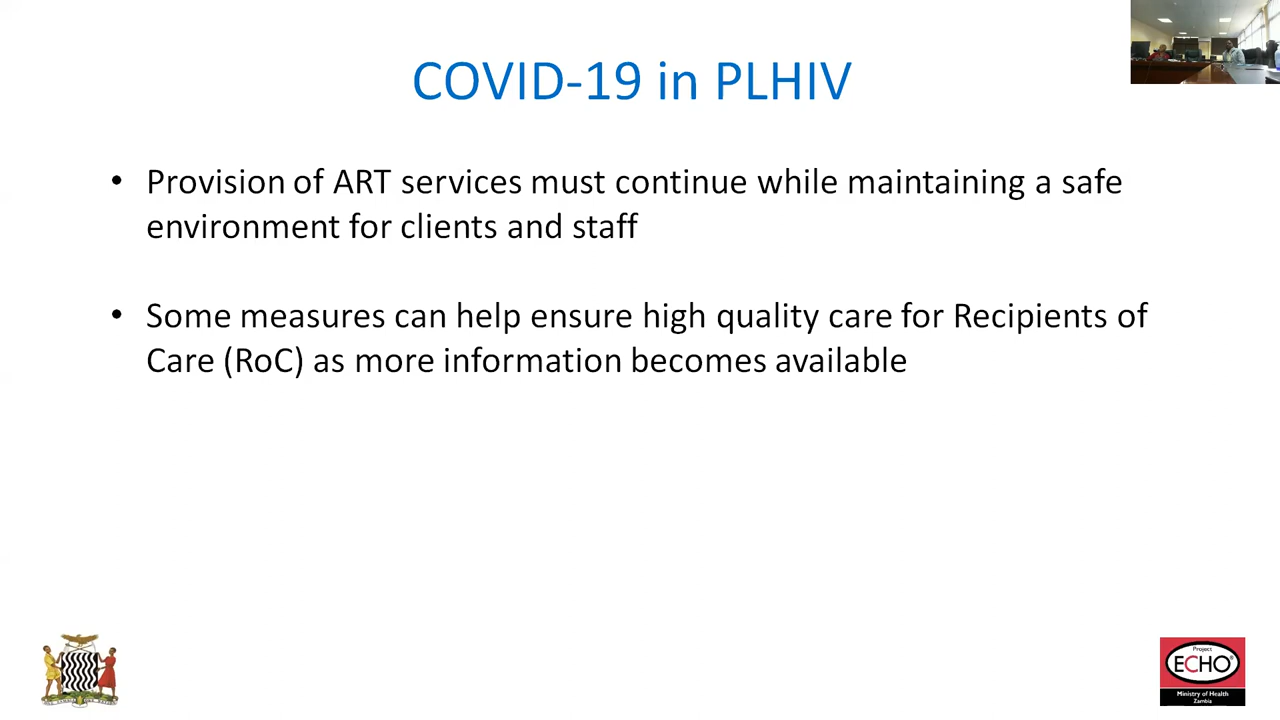 COVID-19 in PLHIV
• Provision of ART services must continue while maintaining a safe
environment for clients and staff
• Some measures can help ensure high quality care for Recipients of
Care (RoC) as more information becomes available
Project
ECHO®
Ministry of Health
Zambia